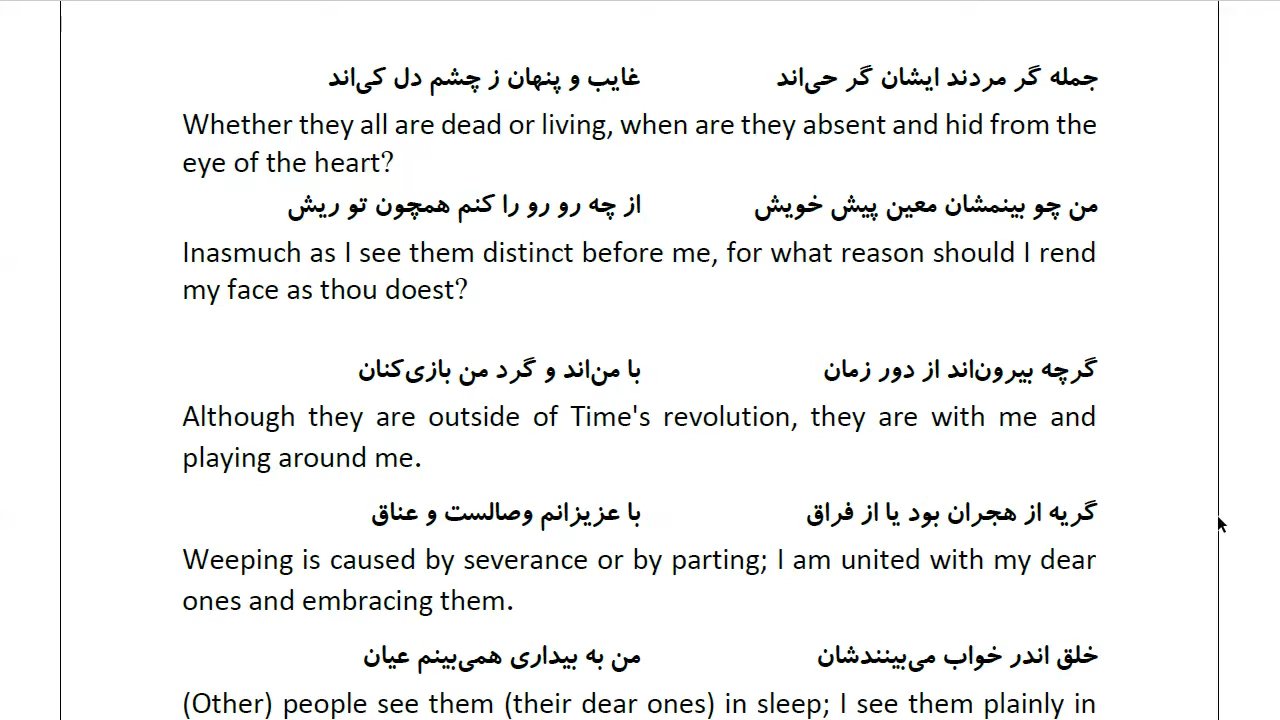 جمله گر مردند ایشان گر حی‌اند غایب و پنهان ز چشم دل کی‌اند
Whether they all are dead or living, when are they absent and hid from the
eye of the heart?
من چو بینمشان معین پیش خویش از چه رو رو را کنم همچون تو ریش
Inasmuch as I see them distinct before me, for what reason should I rend
my face as thou doest?
گرچه بیرون‌اند از دور زمان با من‌اند و گرد من بازی‌کنان
Although they are outside of Time's revolution, they are with me and
playing around me.
گریه از هجران بود یا از فراق با عزیزانم وصالست و عناق
Weeping is caused by severance or by parting; I am united with my dear
ones and embracing them.
خلق اندر خواب می‌بینندشان من به بیداری همی‌بینم عیان
(Other) people see them (their dear ones) in sleep; I see them plainly in